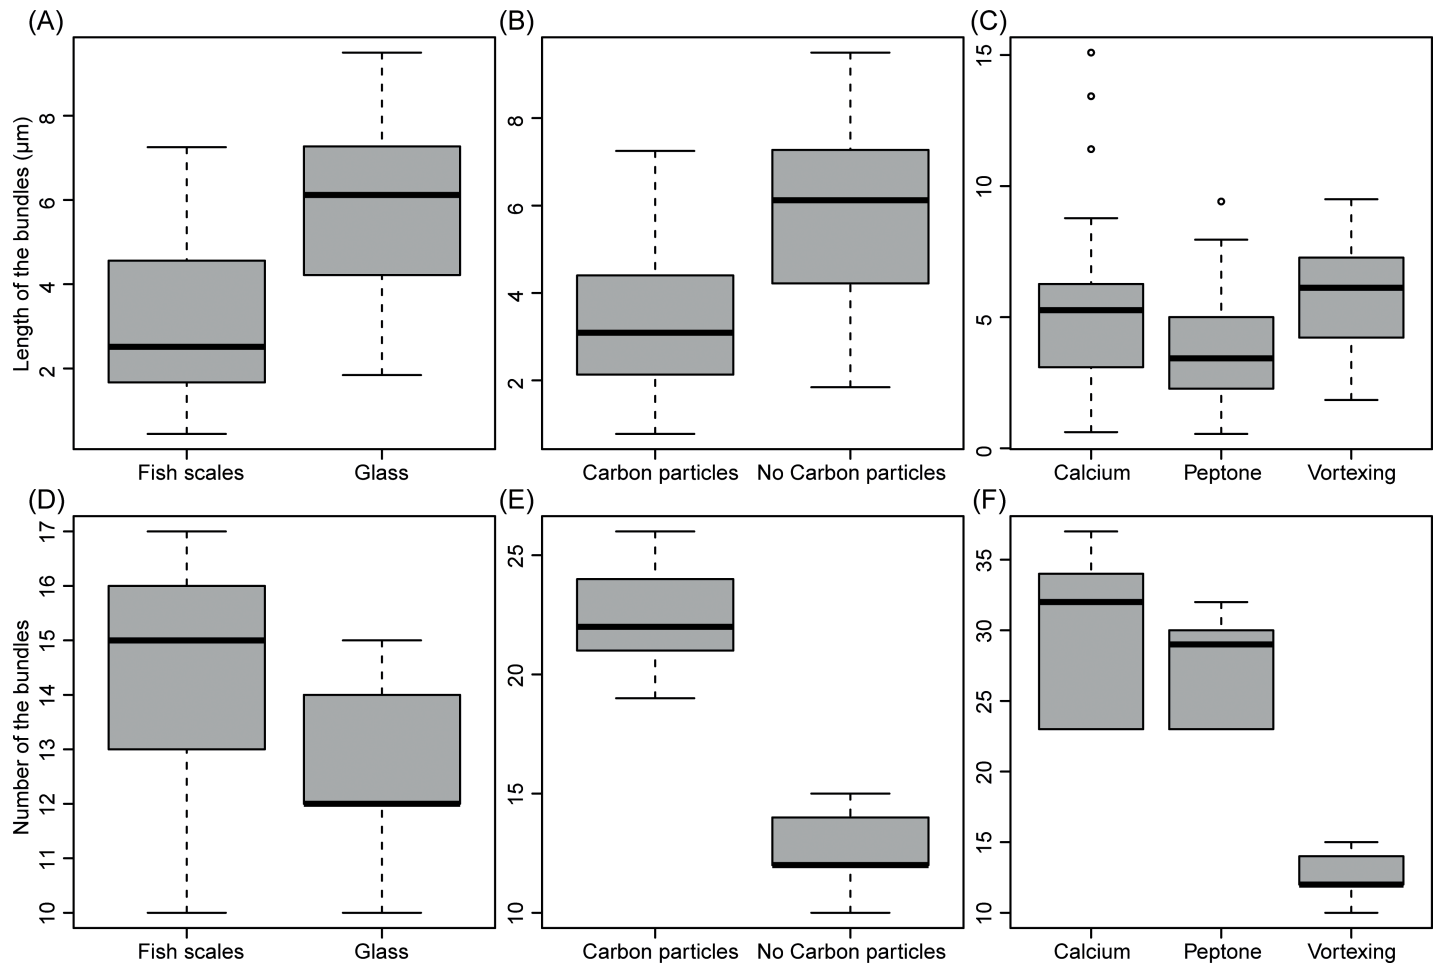 (A)
Length of the bundles (µm)
8
6
4
2
Fish scales Glass
(B)
8
6
4
2
Carbon particles No Carbon particles
(C)
15
10
5
0
Calcium Peptone Vortexing
(D)
Number of the bundles
17
16
15
14
13
12
11
10
Fish scales Glass
(E)
25
20
15
10
Carbon particles No Carbon particles
(F)
35
30
25
20
15
10
Calcium Peptone Vortexing